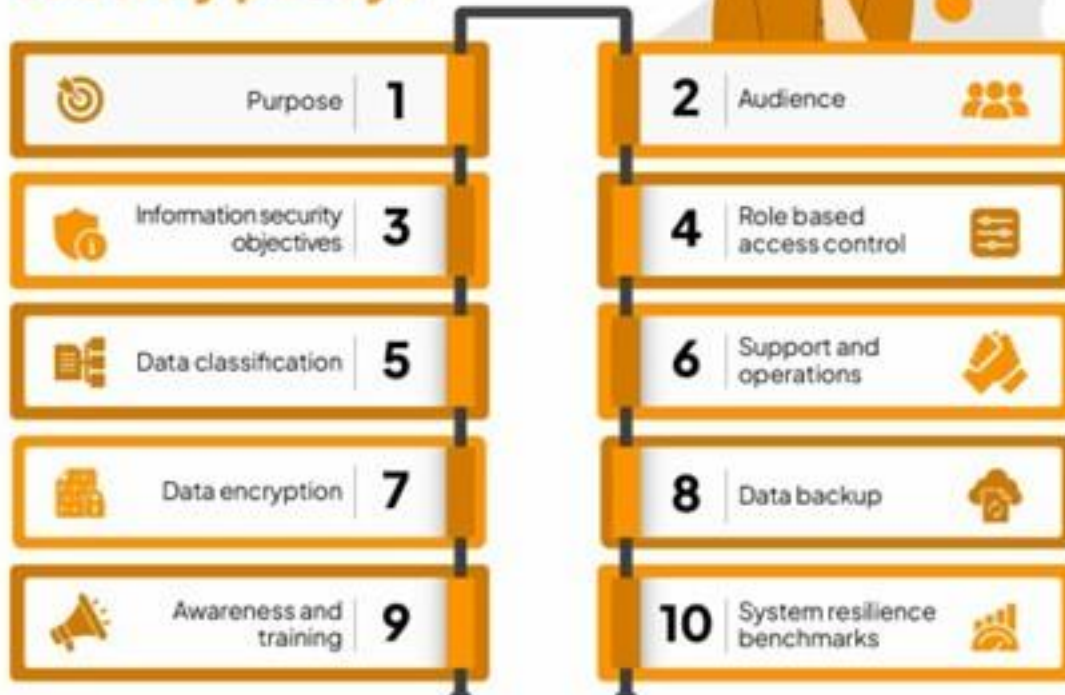 Purpose
1
2
Audience
Information security
objectives
3
4
Role based
access control
Data classification
5
6
Support and
operations
Data encryption
7
8
Data backup
Awareness and
training
9
10
System resilience
benchmarks